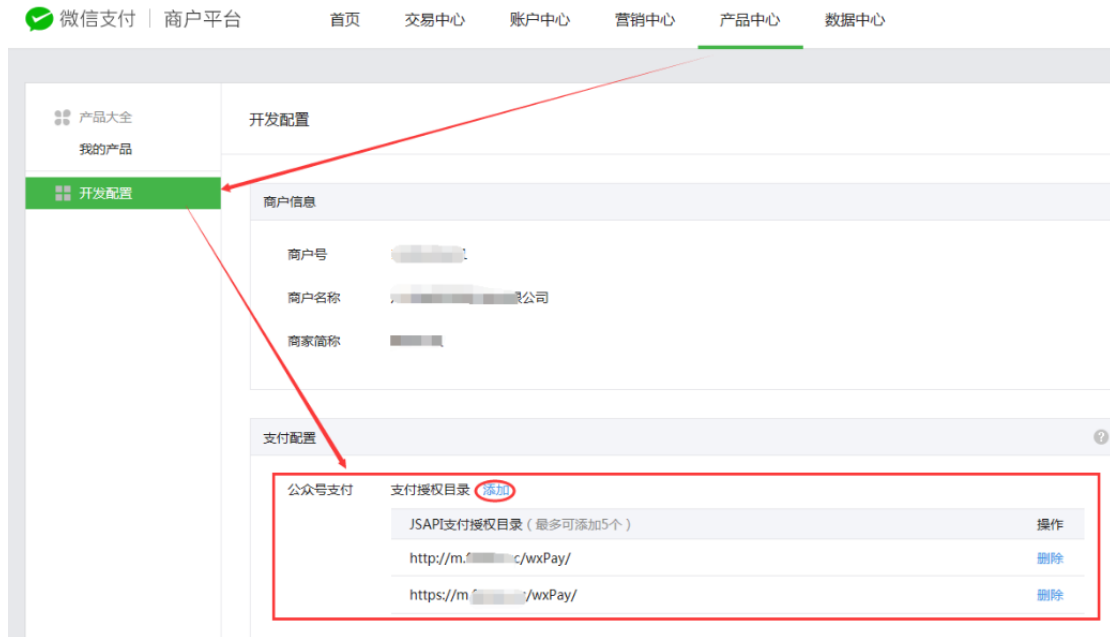 微信支付 商户平台 首页 交易中心 账户中心 营销中心 产品中心 数据中心
产品大全
我的产品
开发配置
开发配置
商户信息
商户号
商户名称 限公司
商家简称
支付配置 ?
公众号支付 支付授权目录 添加
JSAPI支付授权目录（最多可添加5个） 操作
http://m. c/wxPay/ 删除
https://m /wxPay/ 删除